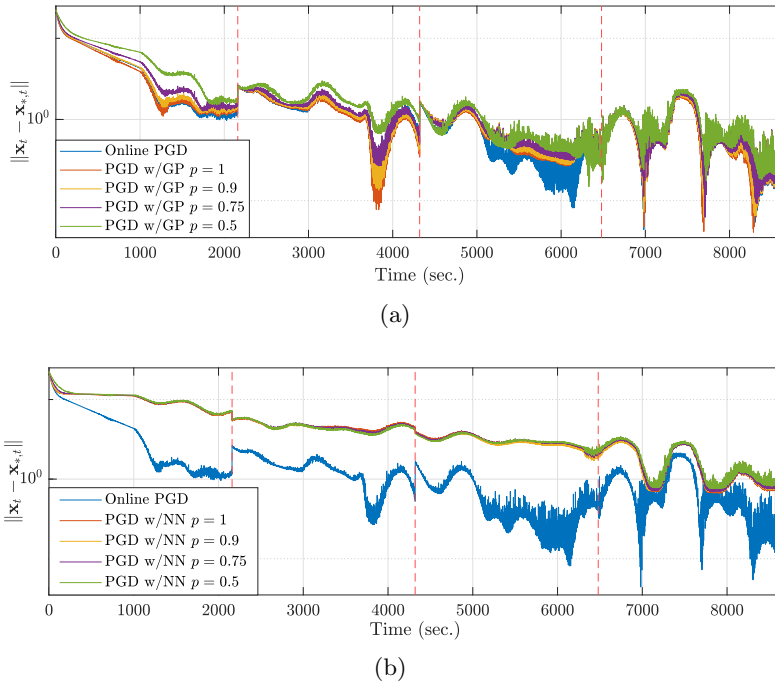 ‖x_t − x_{*,t}‖
10^0
Online PGD
PGD w/GP p = 1
PGD w/GP p = 0.9
PGD w/GP p = 0.75
PGD w/GP p = 0.5
0 1000 2000 3000 4000 5000 6000 7000 8000
Time (sec.)
(a)
‖x_t − x_{*,t}‖
10^0
Online PGD
PGD w/NN p = 1
PGD w/NN p = 0.9
PGD w/NN p = 0.75
PGD w/NN p = 0.5
0 1000 2000 3000 4000 5000 6000 7000 8000
Time (sec.)
(b)